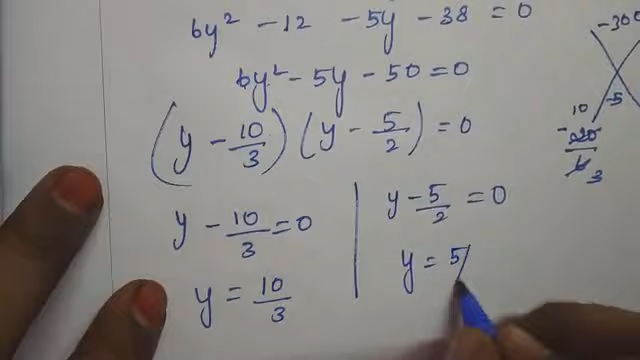 6y² - 12 - 5y - 38 = 0
6y² - 5y - 50 = 0
(y - 10/3) (y - 5/2) = 0
y - 10/3 = 0
y = 10/3
y - 5/2 = 0
y = 5/
-300
10 -5
3